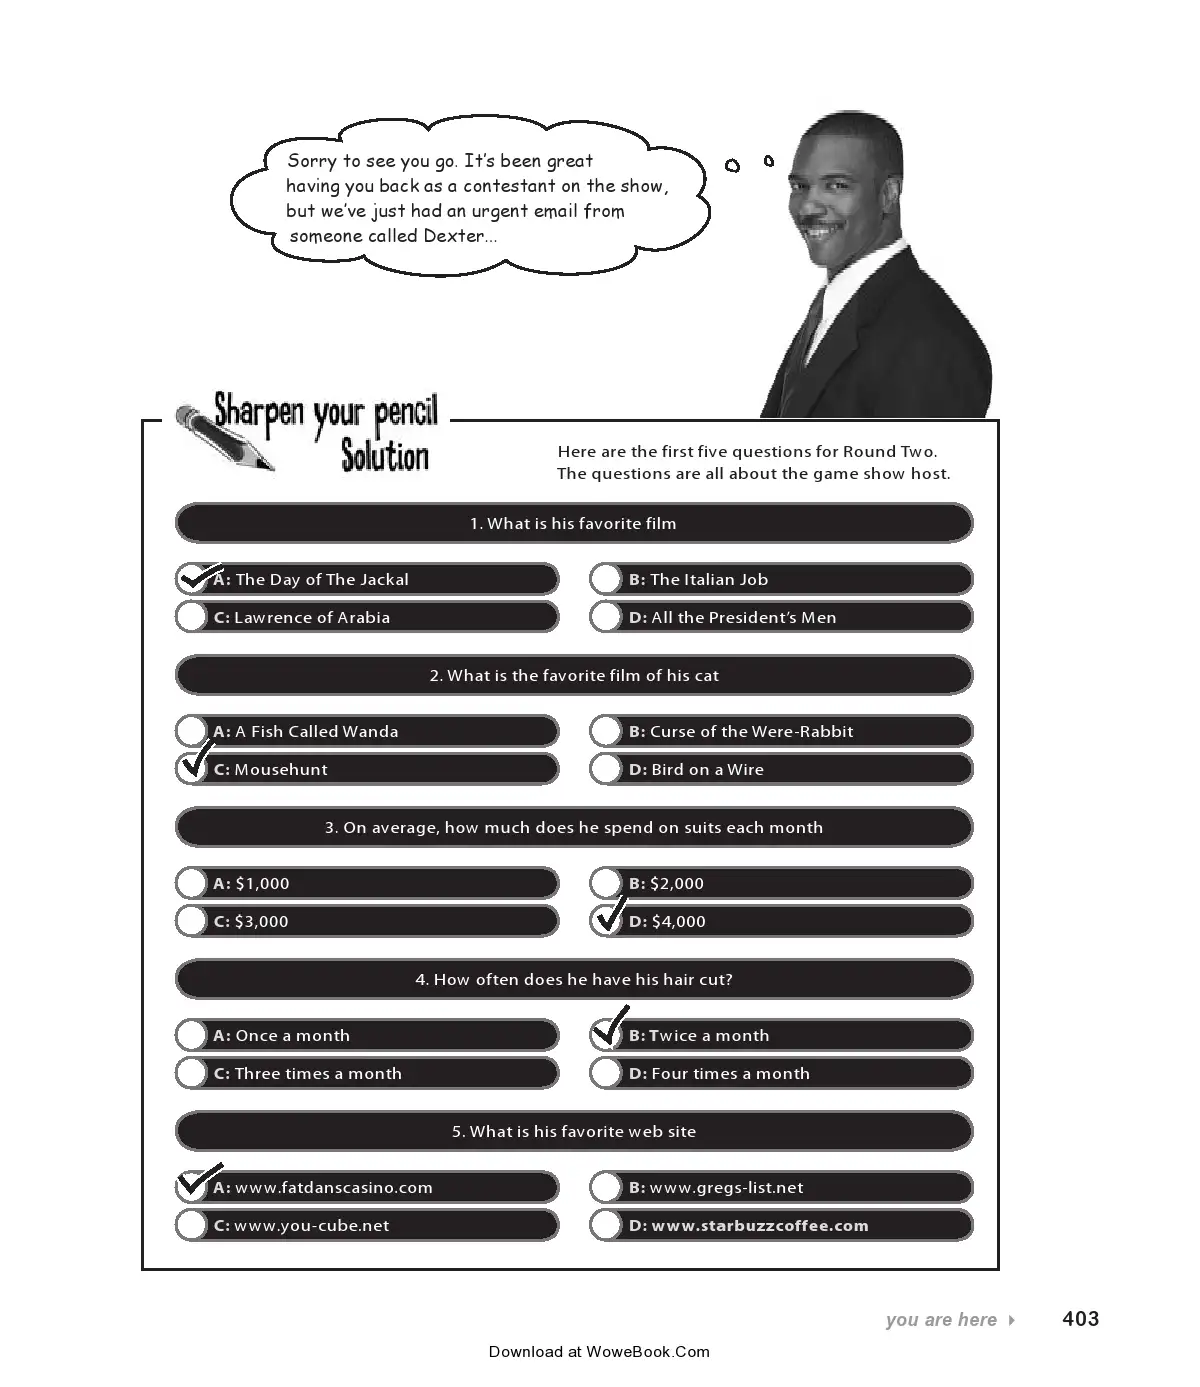 Sorry to see you go. It's been great
having you back as a contestant on the show,
but we've just had an urgent email from
someone called Dexter...
Sharpen your pencil
Solution
Here are the first five questions for Round Two.
The questions are all about the game show host.
1. What is his favorite film
A: The Day of The Jackal
B: The Italian Job
C: Lawrence of Arabia
D: All the President's Men
2. What is the favorite film of his cat
A: A Fish Called Wanda
B: Curse of the Were-Rabbit
C: Mousehunt
D: Bird on a Wire
3. On average, how much does he spend on suits each month
A: $1,000
B: $2,000
C: $3,000
D: $4,000
4. How often does he have his hair cut?
A: Once a month
B: Twice a month
C: Three times a month
D: Four times a month
5. What is his favorite web site
A: www.fatdanscasino.com
B: www.gregs-list.net
C: www.you-cube.net
D: www.starbuzzcoffee.com
you are here
403
Download at WoweBook.Com